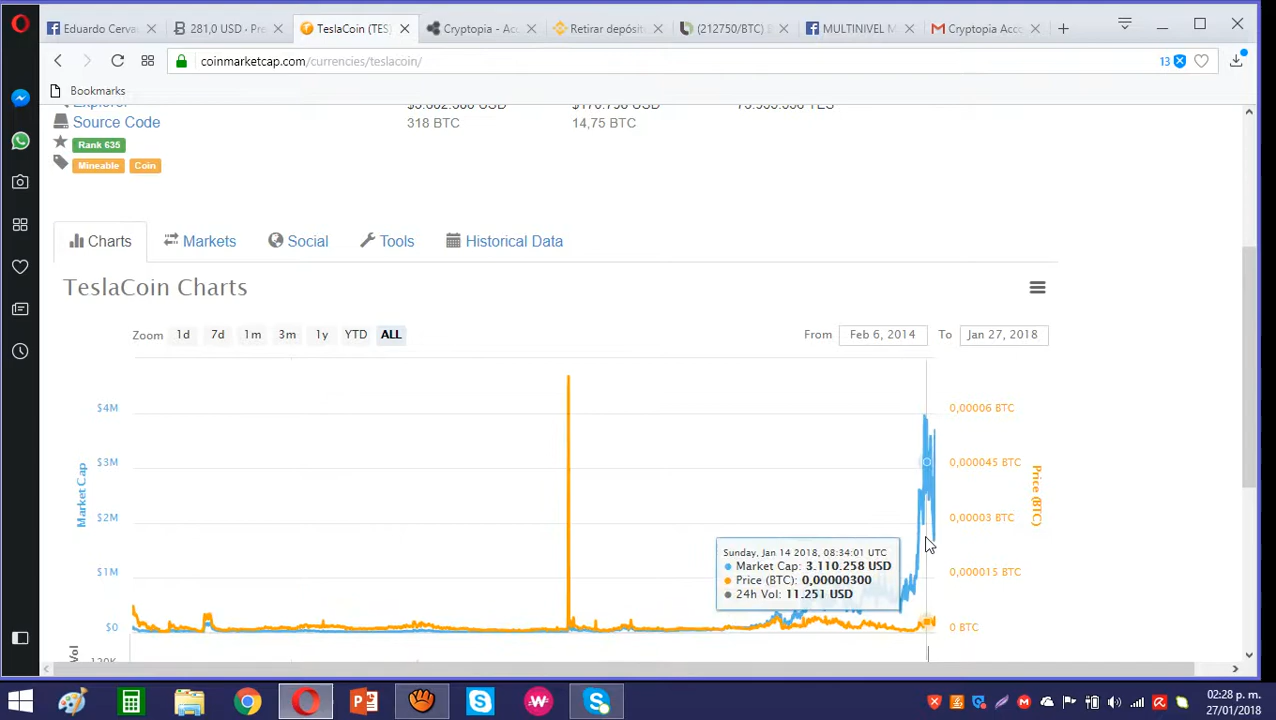 Eduardo Cerva
281,0 USD - Pr
TeslaCoin (TES
Cryptopia - Ac
Retirar depósit
(212750/BTC)
MULTINIVEL M
Cryptopia Acc
coinmarketcap.com/currencies/teslacoin/
13
Bookmarks
Explorer
Source Code
318 BTC
14,75 BTC
Rank 635
Mineable
Coin
Charts
Markets
Social
Tools
Historical Data
TeslaCoin Charts
Zoom 1d 7d 1m 3m 1y YTD ALL
From Feb 6, 2014 To Jan 27, 2018
$4M
0,00006 BTC
$3M
0,000045 BTC
Market Cap
Price (BTC)
$2M
0,00003 BTC
Sunday, Jan 14 2018, 08:34:01 UTC
Market Cap: 3.110.258 USD
Price (BTC): 0,00000300
24h Vol: 11.251 USD
$1M
0,000015 BTC
$0
0 BTC
Vol
120K
02:28 p. m.
27/01/2018